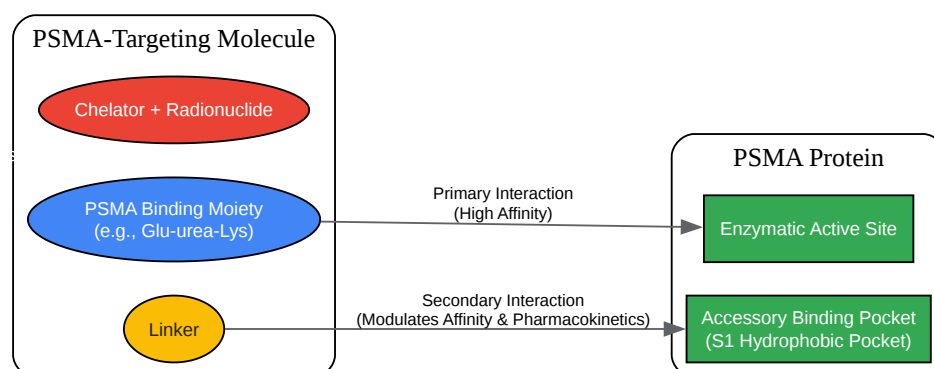 PSMA-Targeting Molecule
Chelator + Radionuclide
PSMA Binding Moiety
(e.g., Glu-urea-Lys)
Linker
Primary Interaction
(High Affinity)
Secondary Interaction
(Modulates Affinity & Pharmacokinetics)
PSMA Protein
Enzymatic Active Site
Accessory Binding Pocket
(S1 Hydrophobic Pocket)